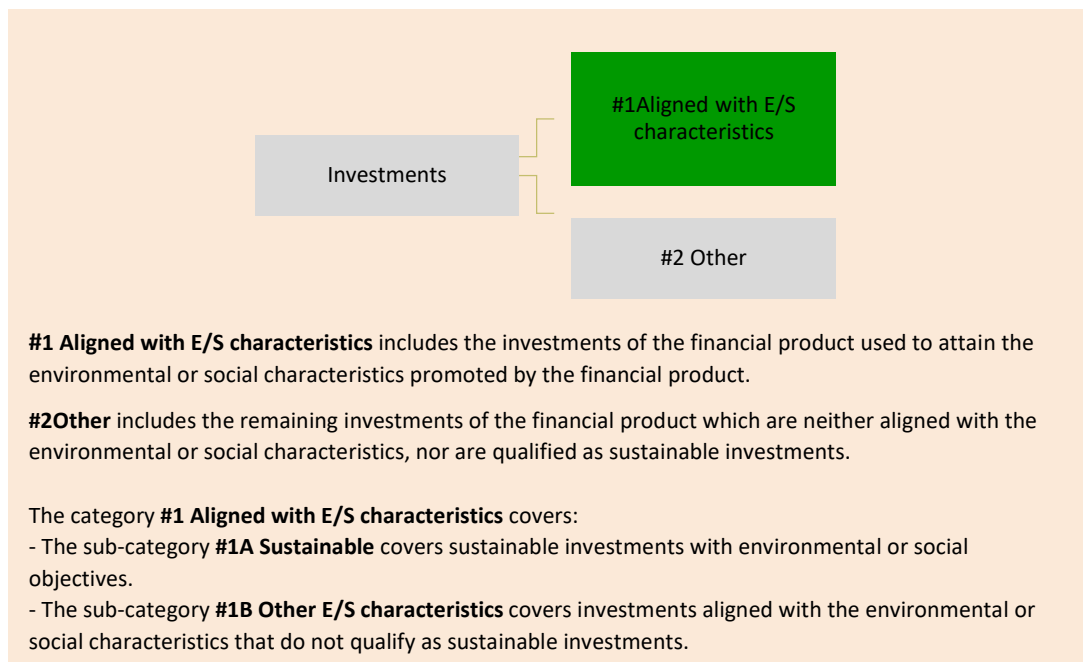 #1Aligned with E/S
characteristics
Investments
#2 Other
#1 Aligned with E/S characteristics includes the investments of the financial product used to attain the
environmental or social characteristics promoted by the financial product.
#2Other includes the remaining investments of the financial product which are neither aligned with the
environmental or social characteristics, nor are qualified as sustainable investments.
The category #1 Aligned with E/S characteristics covers:
- The sub-category #1A Sustainable covers sustainable investments with environmental or social
objectives.
- The sub-category #1B Other E/S characteristics covers investments aligned with the environmental or
social characteristics that do not qualify as sustainable investments.